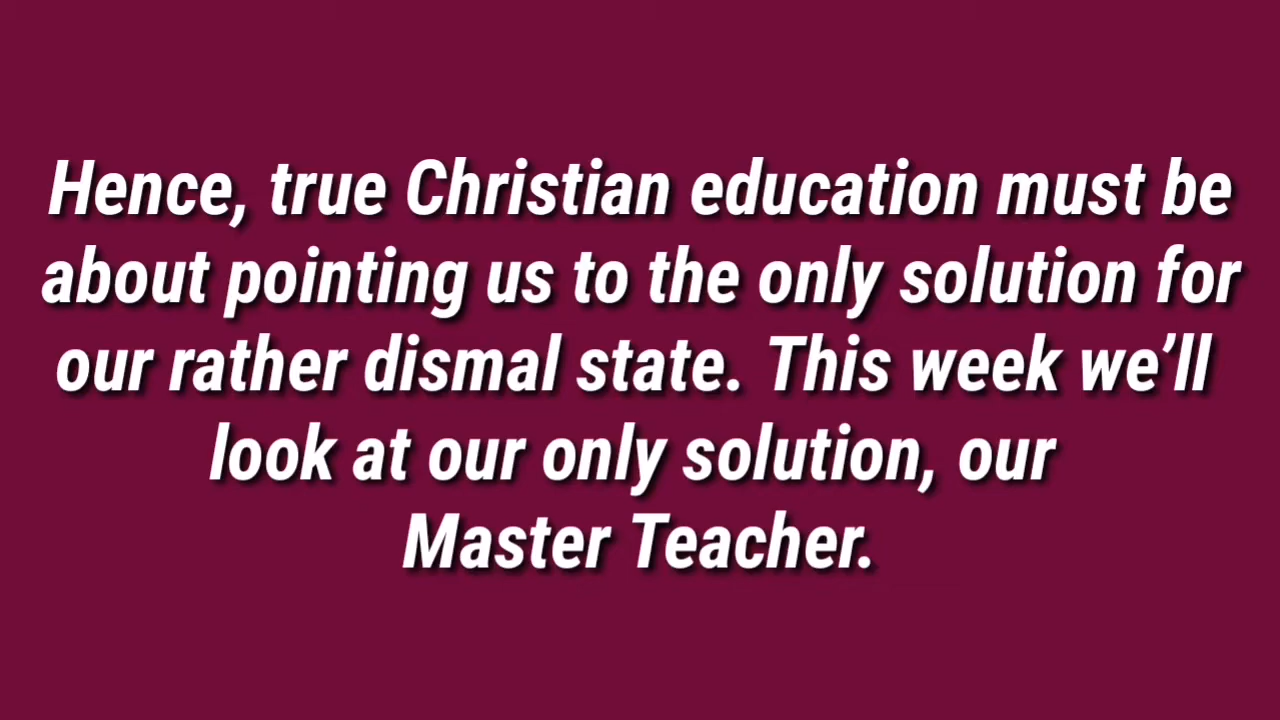 Hence, true Christian education must be
about pointing us to the only solution for
our rather dismal state. This week we’ll
look at our only solution, our
Master Teacher.